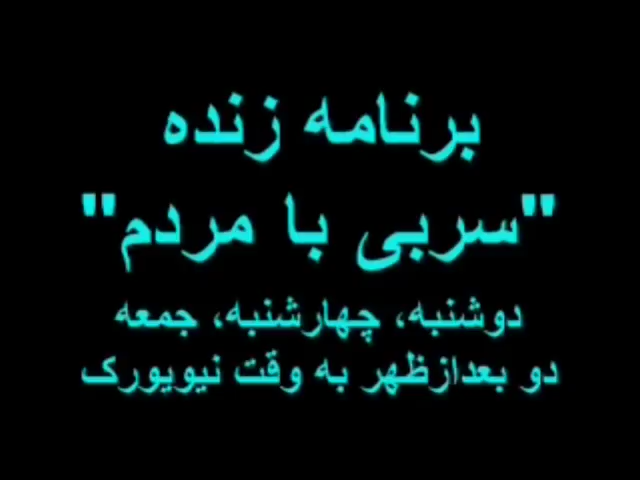 برنامه زنده
"سربی با مردم"
دوشنبه، چهارشنبه، جمعه
دو بعدازظهر به وقت نیویورک